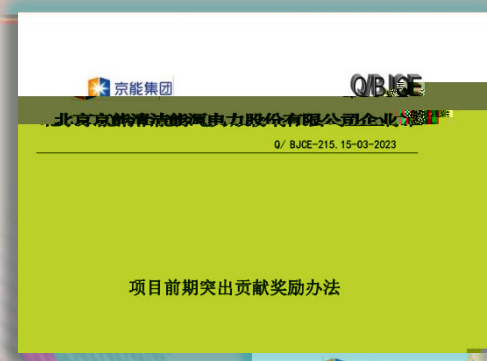 京能集团
Q/BJCE
北京京能清洁能源电力股份有限公司企业
Q/ BJCE-215.15-03-2023
项目前期突出贡献奖励办法